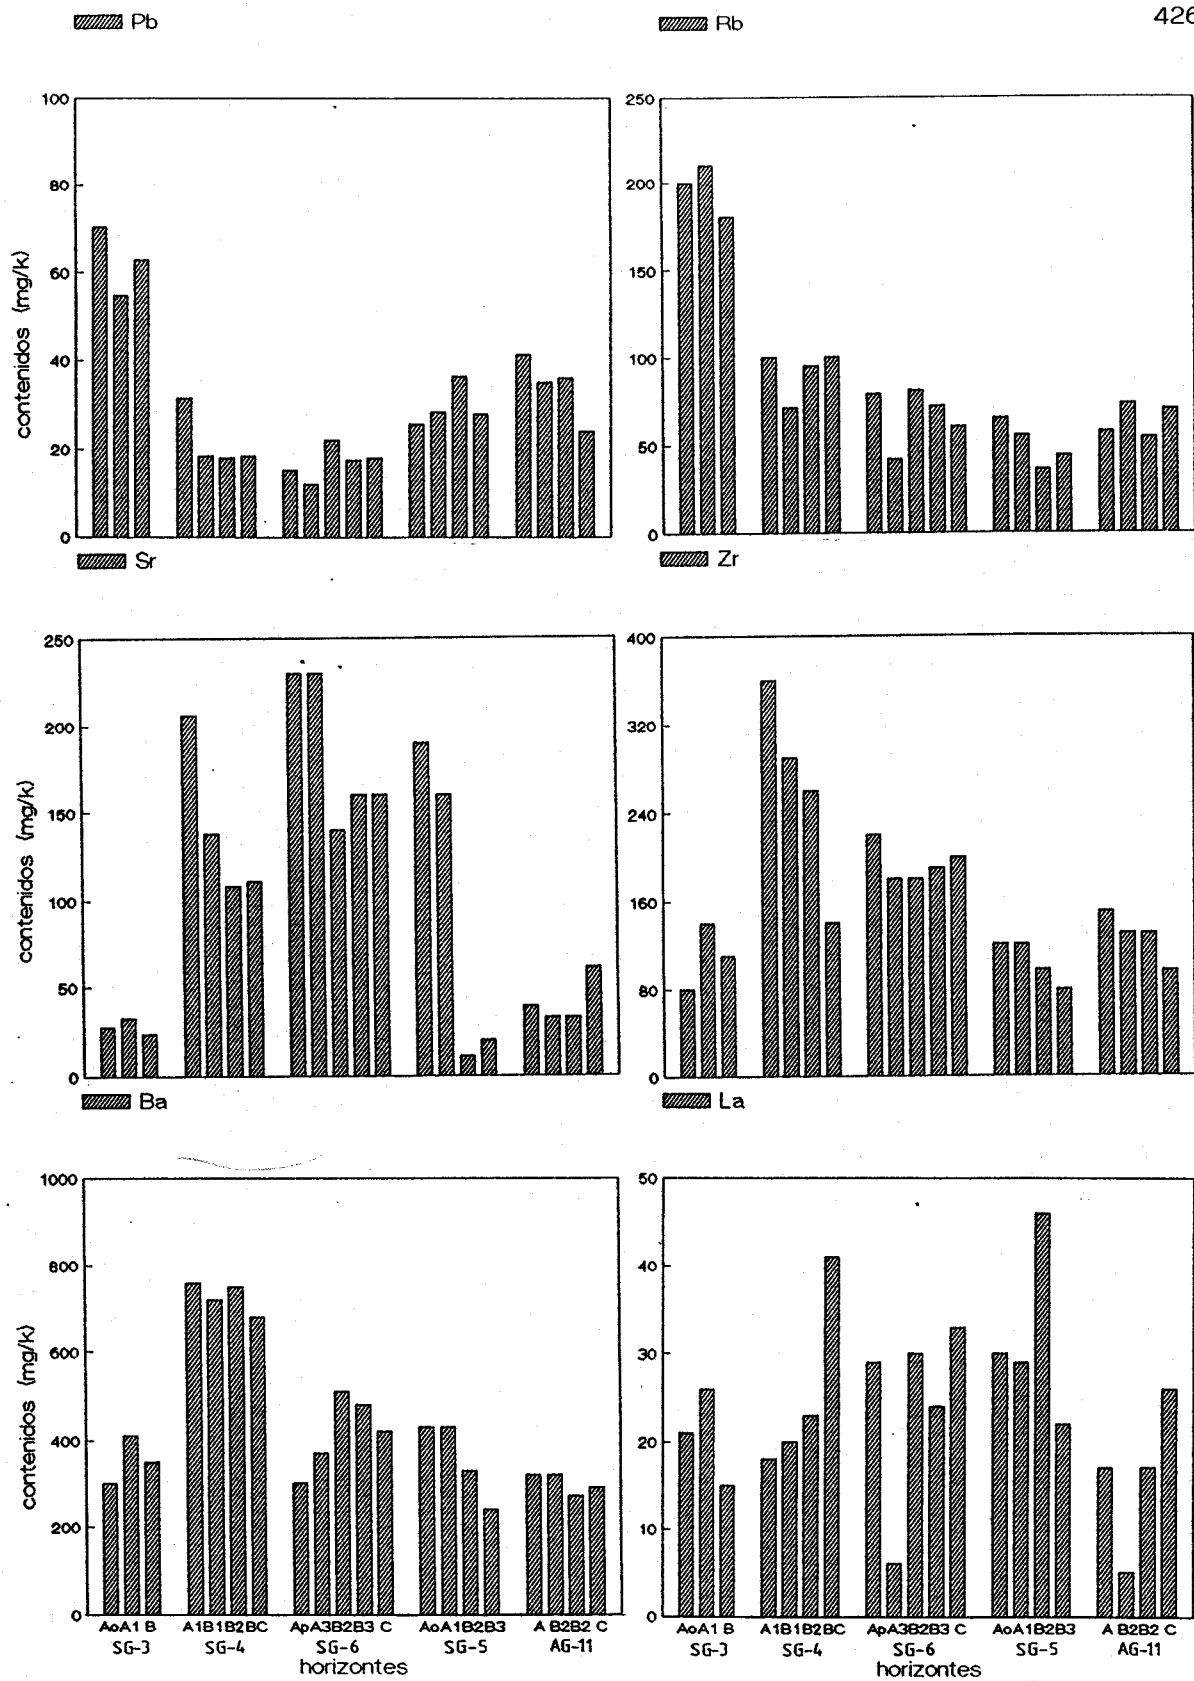 426
Pb
Rb
contenidos (mg/k)
100
80
60
40
20
0
250
200
150
100
50
0
Sr
Zr
contenidos (mg/k)
250
200
150
100
50
0
400
320
240
160
80
0
Ba
La
contenidos (mg/k)
1000
800
600
400
200
0
50
40
30
20
10
0
AoA1 B A1B1B2BC ApA3B2B3 C AoA1B2B3 A B2B2 C
SG-3 SG-4 SG-6 SG-5 AG-11
horizontes
AoA1 B A1B1B2BC ApA3B2B3 C AoA1B2B3 A B2B2 C
SG-3 SG-4 SG-6 SG-5 AG-11
horizontes